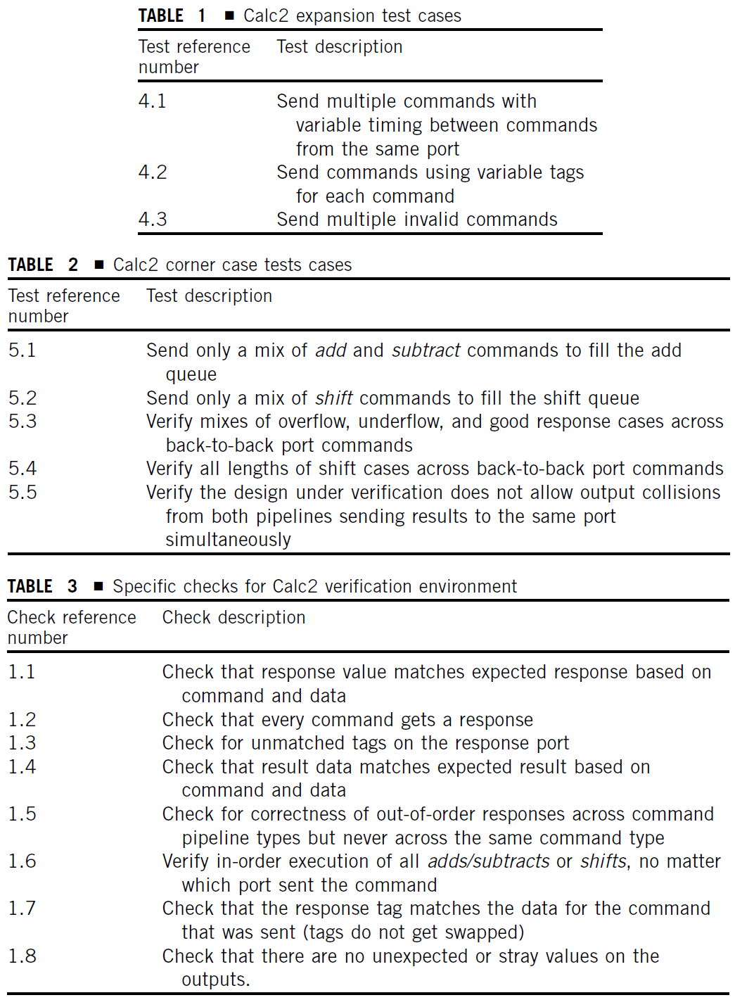 TABLE 1 ■ Calc2 expansion test cases
Test reference Test description
number
4.1 Send multiple commands with
variable timing between commands
from the same port
4.2 Send commands using variable tags
for each command
4.3 Send multiple invalid commands
TABLE 2 ■ Calc2 corner case tests cases
Test reference Test description
number
5.1 Send only a mix of add and subtract commands to fill the add
queue
5.2 Send only a mix of shift commands to fill the shift queue
5.3 Verify mixes of overflow, underflow, and good response cases across
back-to-back port commands
5.4 Verify all lengths of shift cases across back-to-back port commands
5.5 Verify the design under verification does not allow output collisions
from both pipelines sending results to the same port
simultaneously
TABLE 3 ■ Specific checks for Calc2 verification environment
Check reference Check description
number
1.1 Check that response value matches expected response based on
command and data
1.2 Check that every command gets a response
1.3 Check for unmatched tags on the response port
1.4 Check that result data matches expected result based on
command and data
1.5 Check for correctness of out-of-order responses across command
pipeline types but never across the same command type
1.6 Verify in-order execution of all adds/subtracts or shifts, no matter
which port sent the command
1.7 Check that the response tag matches the data for the command
that was sent (tags do not get swapped)
1.8 Check that there are no unexpected or stray values on the
outputs.